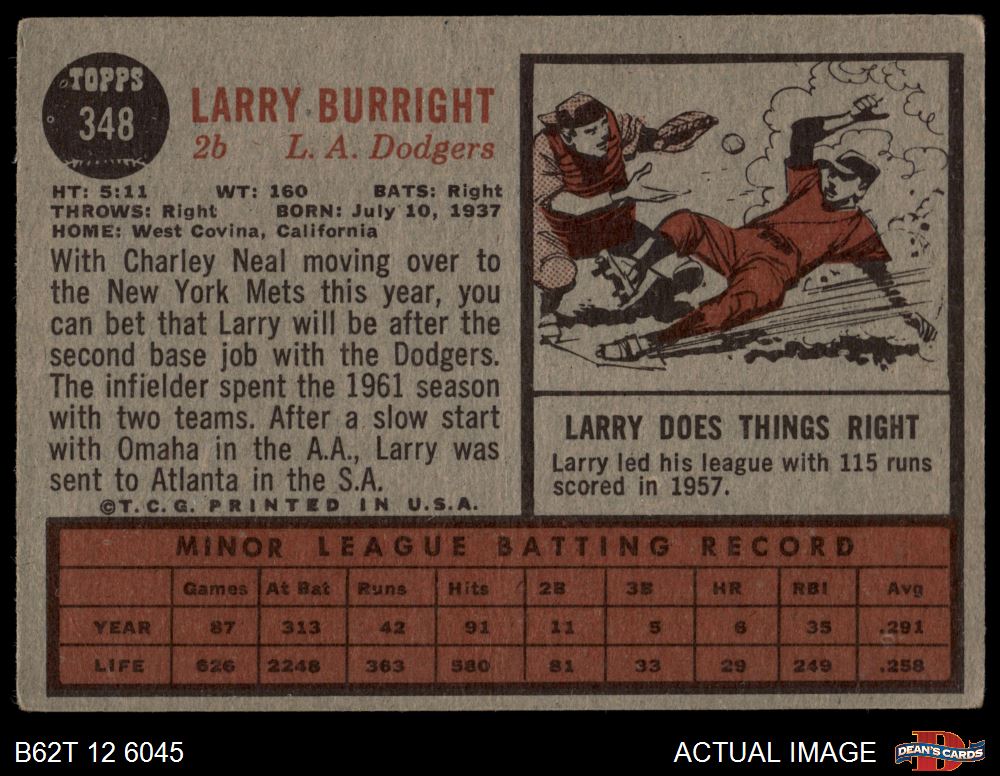 TOPPS
348
LARRY BURRIGHT
2b L. A. Dodgers
HT: 5:11 WT: 160 BATS: Right
THROWS: Right BORN: July 10, 1937
HOME: West Covina, California
With Charley Neal moving over to
the New York Mets this year, you
can bet that Larry will be after the
second base job with the Dodgers.
The infielder spent the 1961 season
with two teams. After a slow start
with Omaha in the A.A., Larry was
sent to Atlanta in the S.A.
©T.C.G. PRINTED IN U.S.A.
LARRY DOES THINGS RIGHT
Larry led his league with 115 runs
scored in 1957.
MINOR LEAGUE BATTING RECORD
Games At Bat Runs Hits 2B 3B HR RBI Avg
YEAR 87 313 42 91 11 5 6 35 .291
LIFE 626 2248 363 580 81 33 29 249 .258
B62T 12 6045
ACTUAL IMAGE
D
DEAN'S CARDS